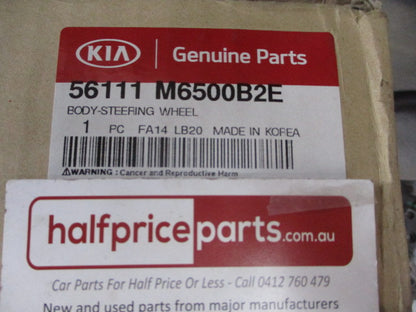 KIA Genuine Parts
56111 M6500B2E
BODY-STEERING WHEEL
1 PC FA14 LB20 MADE IN KOREA
WARNING : Cancer and Reproductive Harm
halfpriceparts.com.au
Car Parts For Half Price Or Less - Call 0412 760 479
New and used parts from major manufacturers